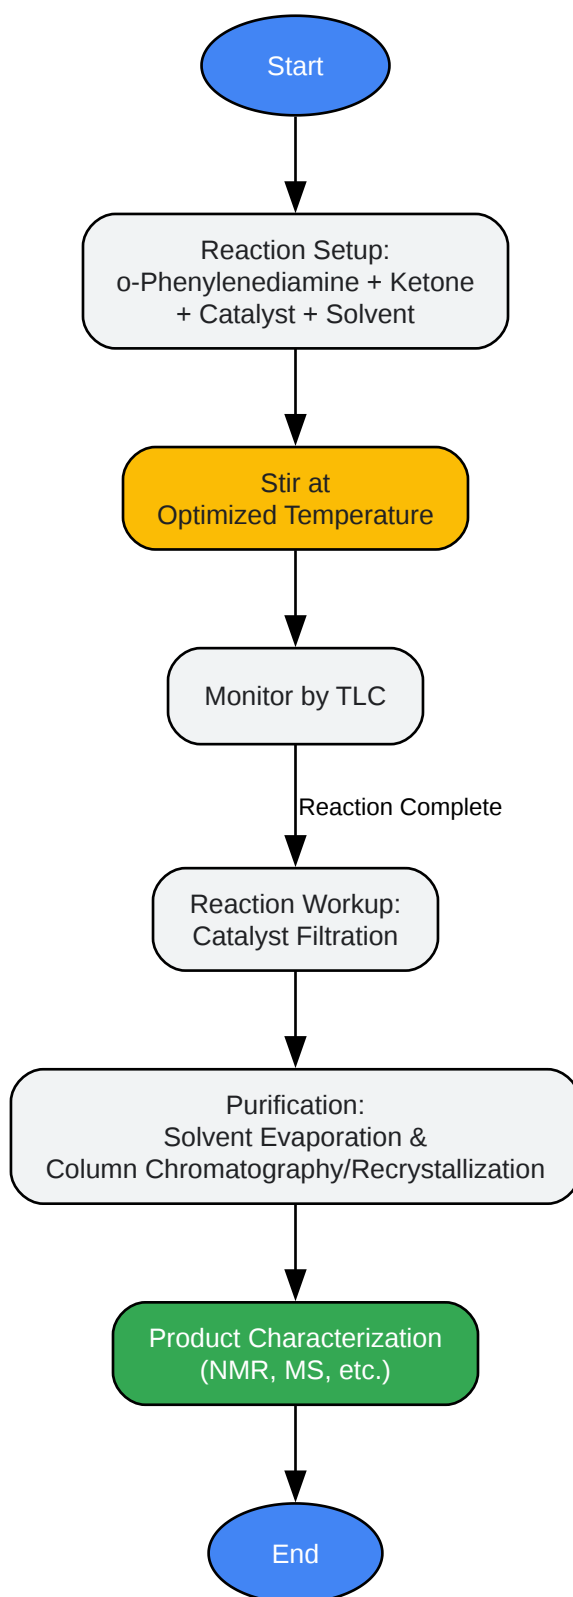 Start
Reaction Setup:
o-Phenylenediamine + Ketone
+ Catalyst + Solvent
Stir at
Optimized Temperature
Monitor by TLC
Reaction Complete
Reaction Workup:
Catalyst Filtration
Purification:
Solvent Evaporation &
Column Chromatography/Recrystallization
Product Characterization
(NMR, MS, etc.)
End